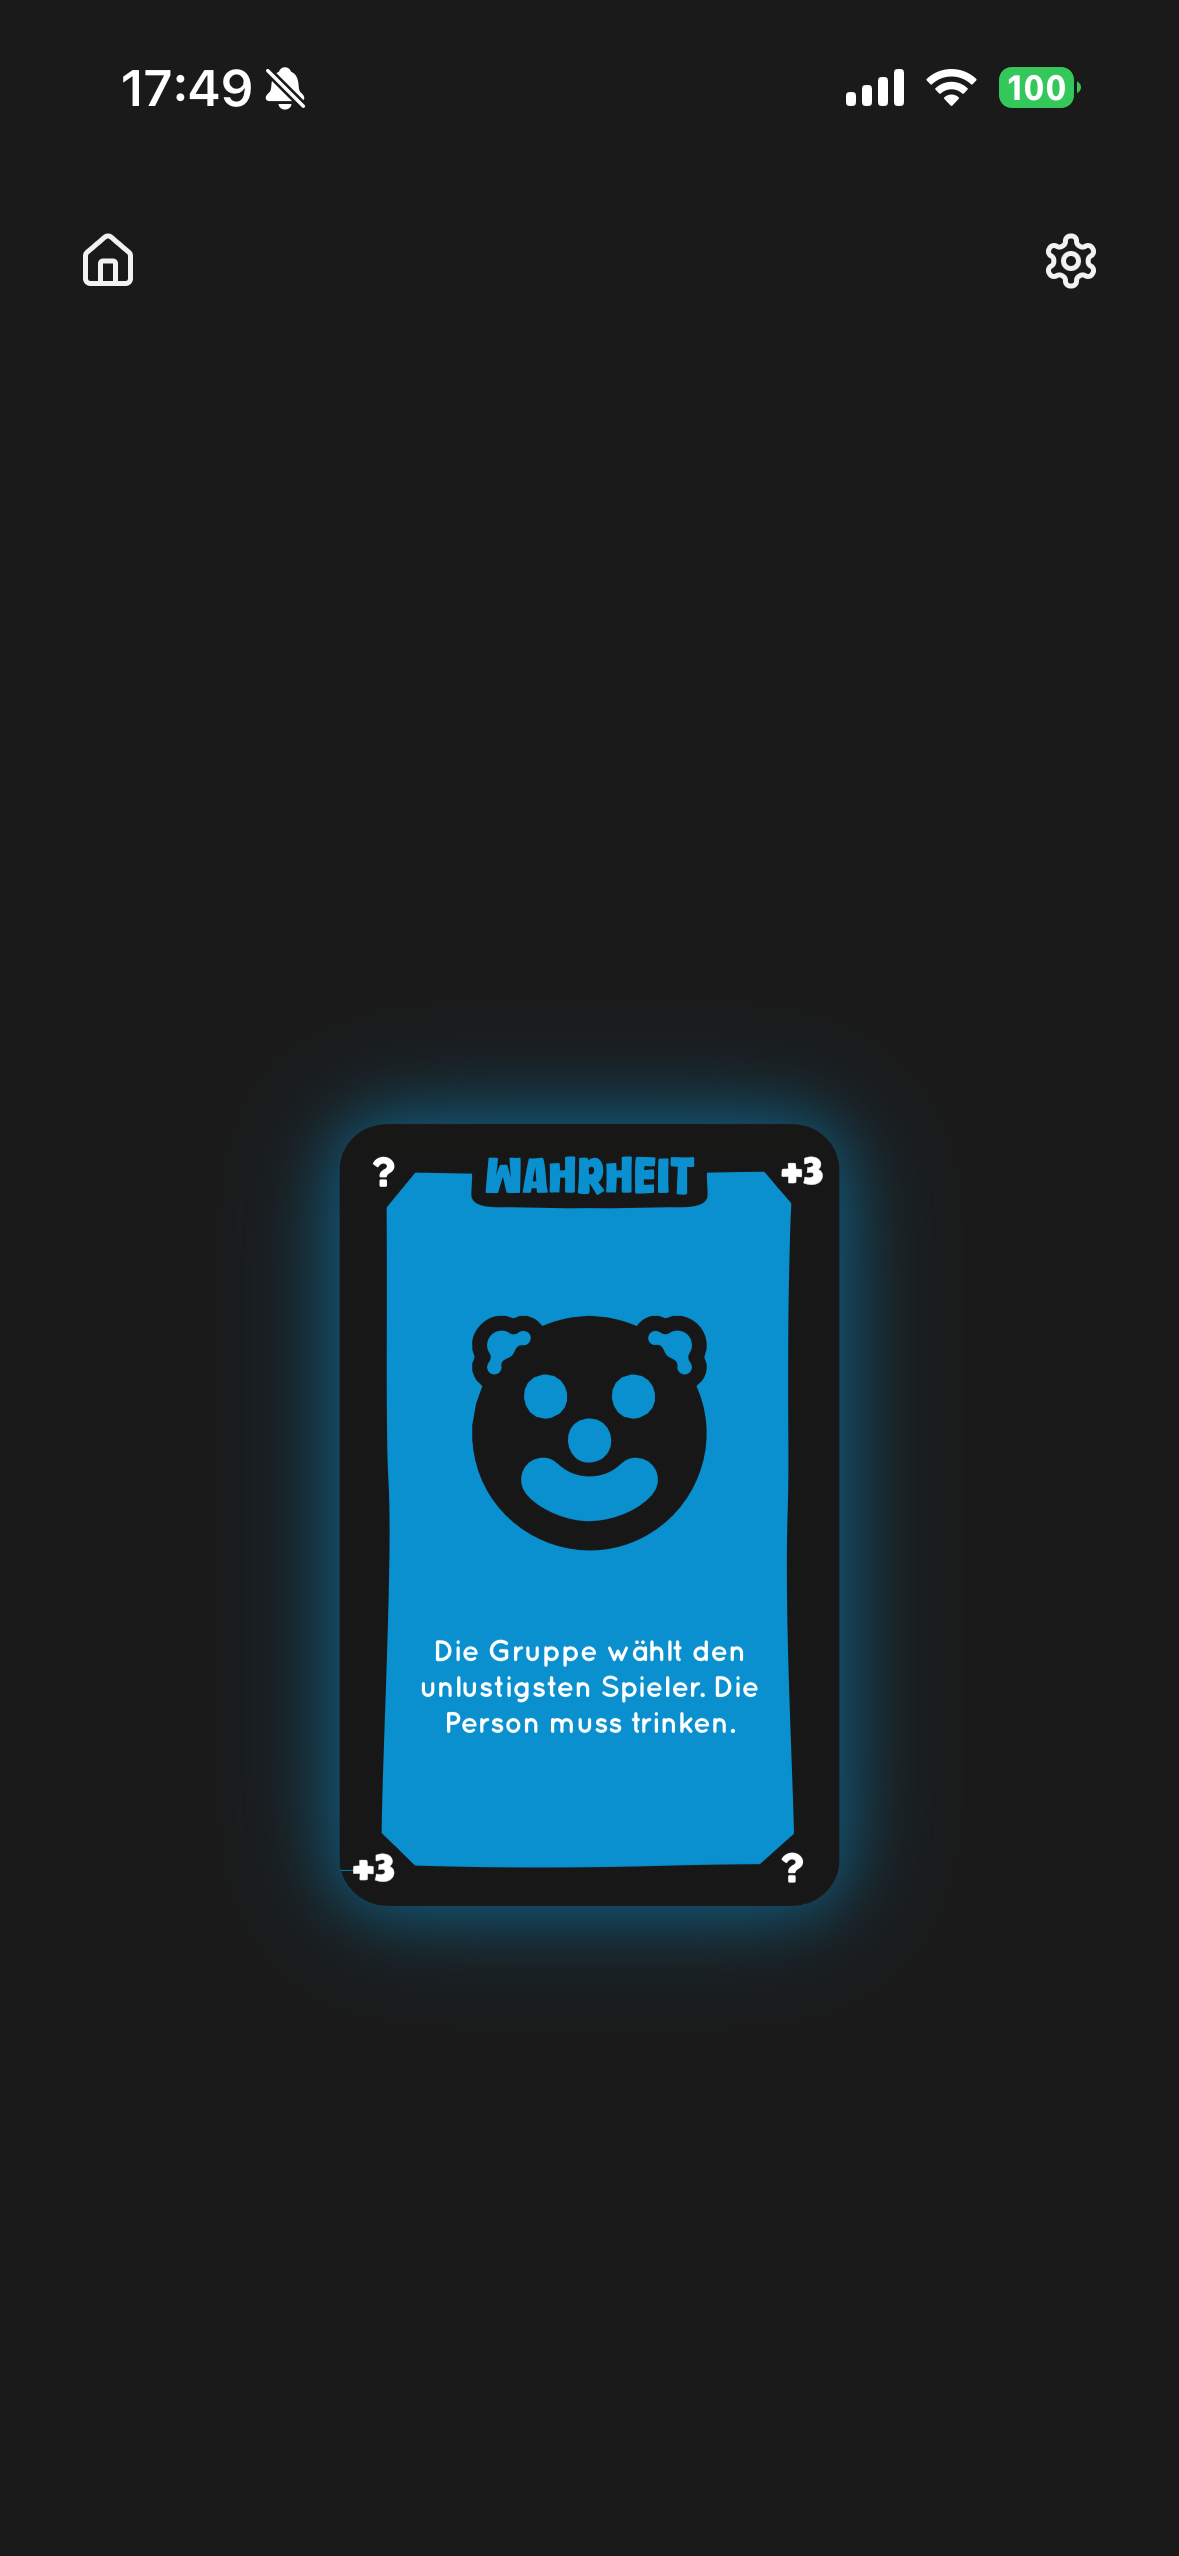 17:49
100
? WAHRHEIT +3
Die Gruppe wählt den
unlustigsten Spieler. Die
Person muss trinken.
+3 ?